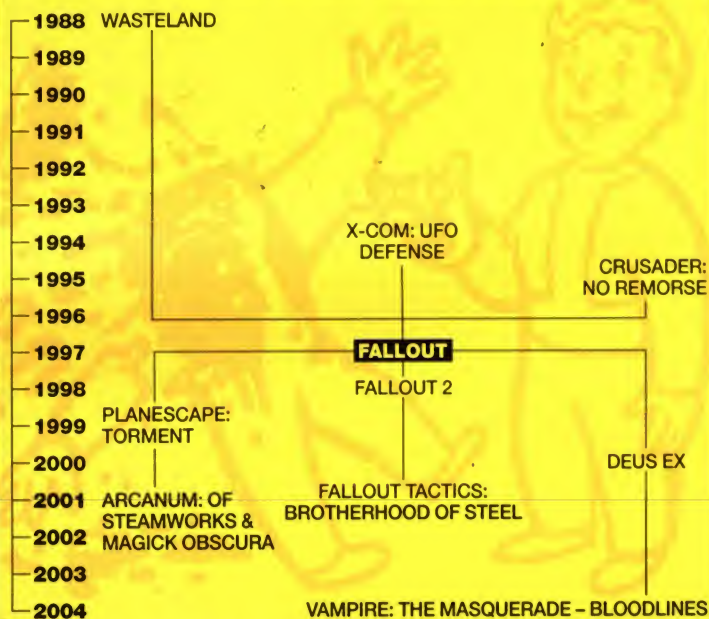 1988 WASTELAND
1989
1990
1991
1992
1993
X-COM: UFO
DEFENSE
1994
CRUSADER:
NO REMORSE
1995
1996
1997
FALLOUT
1998
FALLOUT 2
PLANESCAPE:
TORMENT
1999
2000
DEUS EX
2001
ARCANUM: OF
STEAMWORKS &
MAGICK OBSCURA
FALLOUT TACTICS:
BROTHERHOOD OF STEEL
2002
2003
2004
VAMPIRE: THE MASQUERADE – BLOODLINES